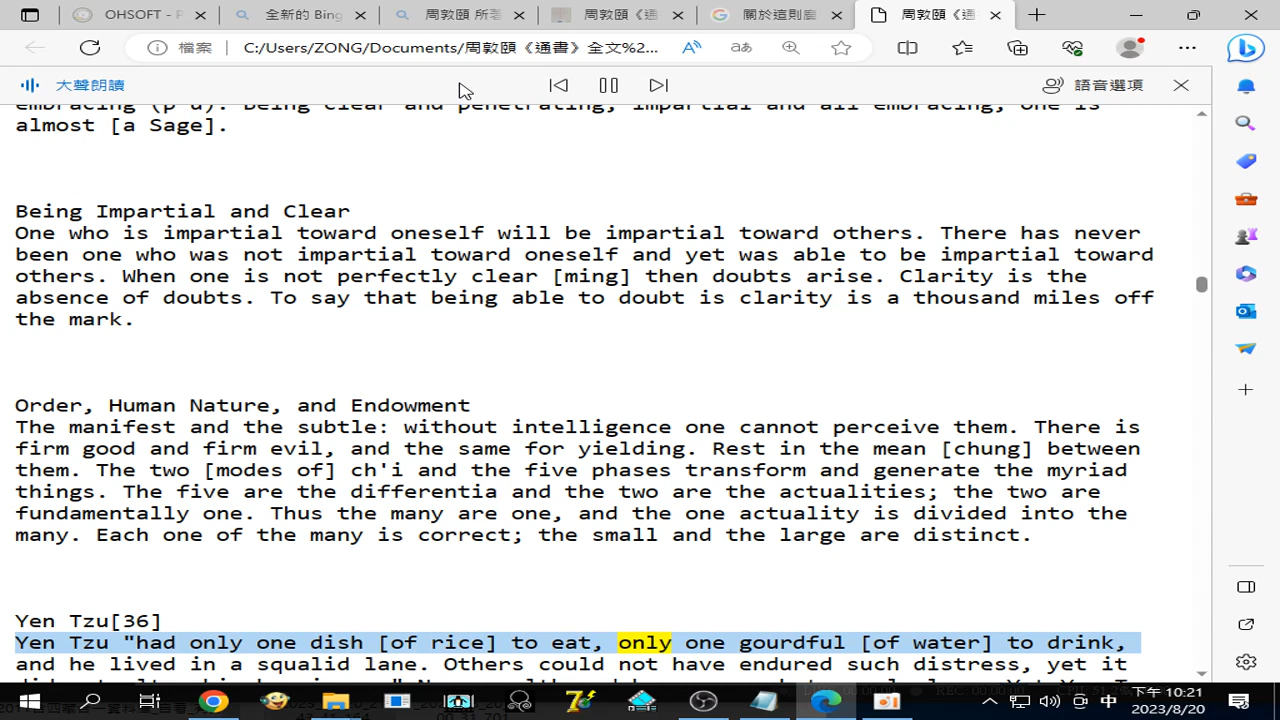 OHSOFT - F
全新的 Bing
周敦頤 所著
周敦頤《通
關於這則廟
周敦頤《通
檔案
C:/Users/ZONG/Documents/周敦頤《通書》全文%2...
大聲朗讀
語音選項
embracing (p'u). Being clear and penetrating, impartial and all embracing, one is
almost [a Sage].
Being Impartial and Clear
One who is impartial toward oneself will be impartial toward others. There has never
been one who was not impartial toward oneself and yet was able to be impartial toward
others. When one is not perfectly clear [ming] then doubts arise. Clarity is the
absence of doubts. To say that being able to doubt is clarity is a thousand miles off
the mark.
Order, Human Nature, and Endowment
The manifest and the subtle: without intelligence one cannot perceive them. There is
firm good and firm evil, and the same for yielding. Rest in the mean [chung] between
them. The two [modes of] ch'i and the five phases transform and generate the myriad
things. The five are the differentia and the two are the actualities; the two are
fundamentally one. Thus the many are one, and the one actuality is divided into the
many. Each one of the many is correct; the small and the large are distinct.
Yen Tzu[36]
Yen Tzu "had only one dish [of rice] to eat, only one gourdful [of water] to drink,
and he lived in a squalid lane. Others could not have endured such distress, yet it
中
下午 10:21
2023/8/20